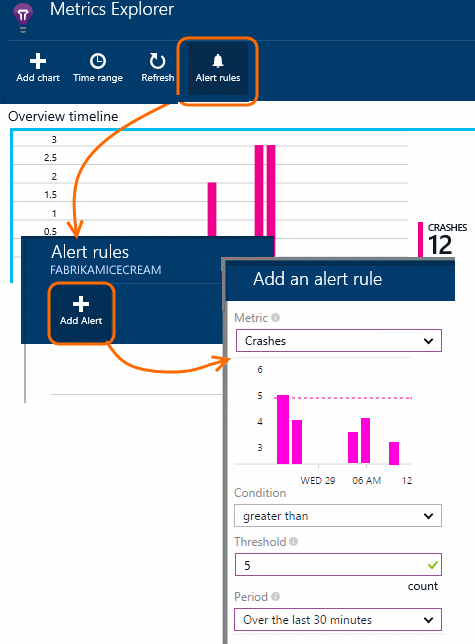 Metrics Explorer
Add chart
Time range
Refresh
Alert rules
Overview timeline
3
2.5
2
1.5
1
0.5
CRASHES
12
Alert rules
FABRIKAMICECREAM
Add Alert
Add an alert rule
Metric
Crashes
6
5
4
3
WED 29
06 AM
12
Condition
greater than
Threshold
5
count
Period
Over the last 30 minutes